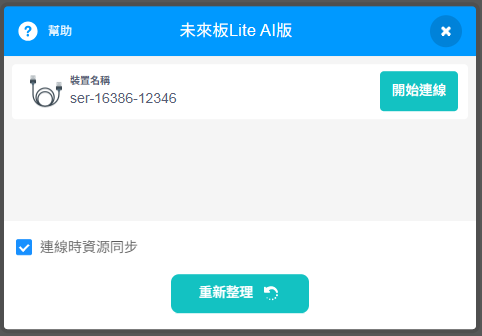 ?
幫助
未來板Lite AI版
裝置名稱
ser-16386-12346
開始連線
連線時資源同步
重新整理